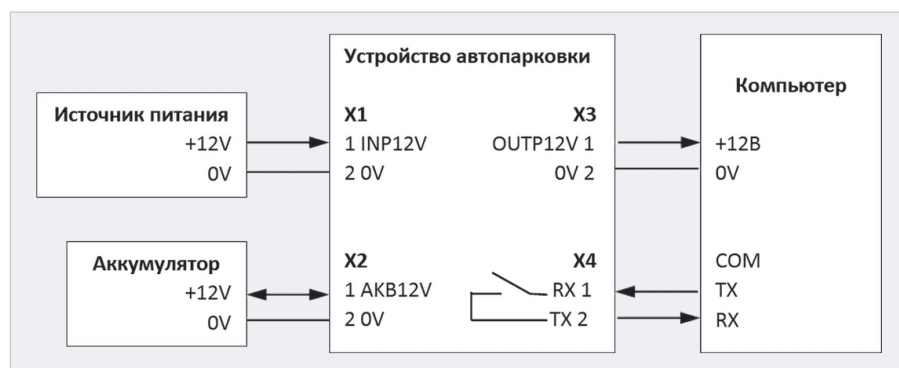 Устройство автопарковки
Компьютер
Источник питания
+12V
0V
X1
1 INP12V
2 0V
X3
OUTP12V 1
0V 2
+12В
0V
Аккумулятор
+12V
0V
X2
1 AKB12V
2 0V
X4
RX 1
TX 2
COM
TX
RX